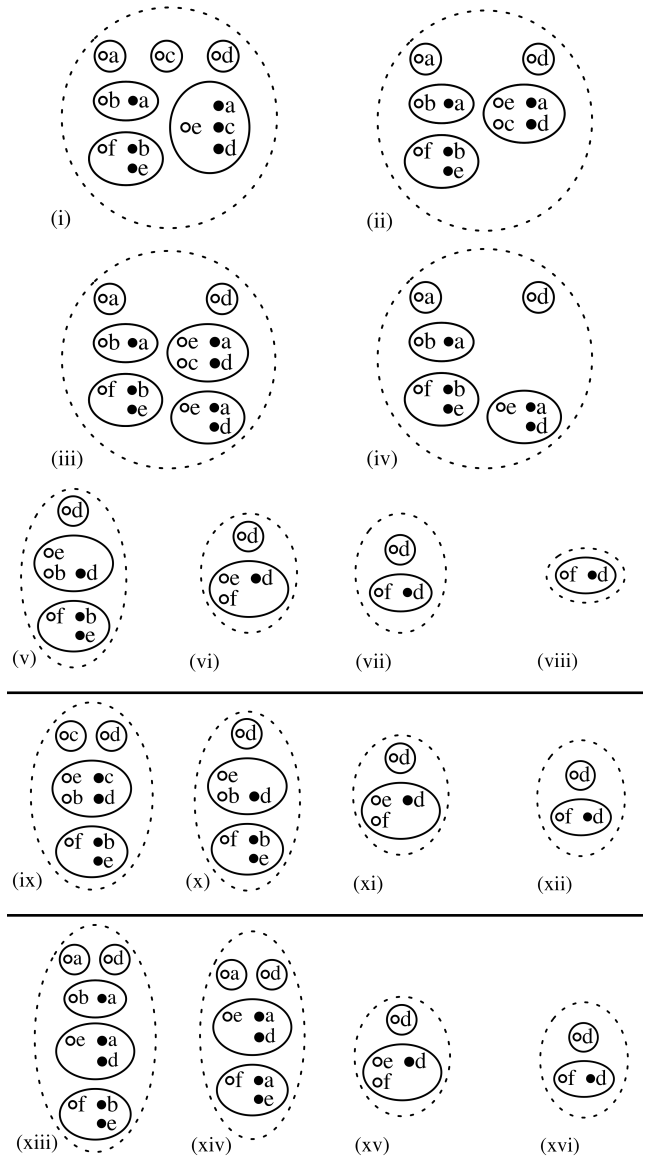 a c d
b a a
e c
f b d
e
(i)
a d
b a e a
c d
f b
e
(ii)
a d
b a e a
c d
f b e a
e d
(iii)
a d
b a
f b e a
e d
(iv)
d
e
b d
f b
e
(v)
d
e d
f
(vi)
d
f d
(vii)
f d
(viii)
c d
e c
b d
f b
e
(ix)
d
e
b d
f b
e
(x)
d
e d
f
(xi)
d
f d
(xii)
a d
b a
e a
d
f b
e
(xiii)
a d
e a
d
f a
e
(xiv)
d
e d
f
(xv)
d
f d
(xvi)